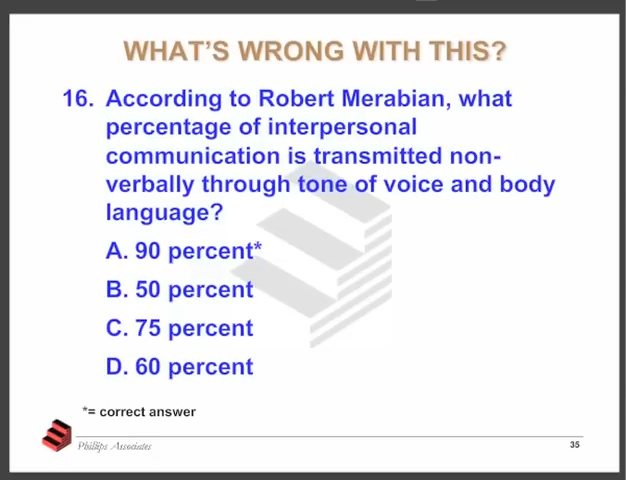 WHAT'S WRONG WITH THIS?
16. According to Robert Merabian, what
percentage of interpersonal
communication is transmitted non-
verbally through tone of voice and body
language?
A. 90 percent*
B. 50 percent
C. 75 percent
D. 60 percent
*= correct answer
Phillips Associates
35